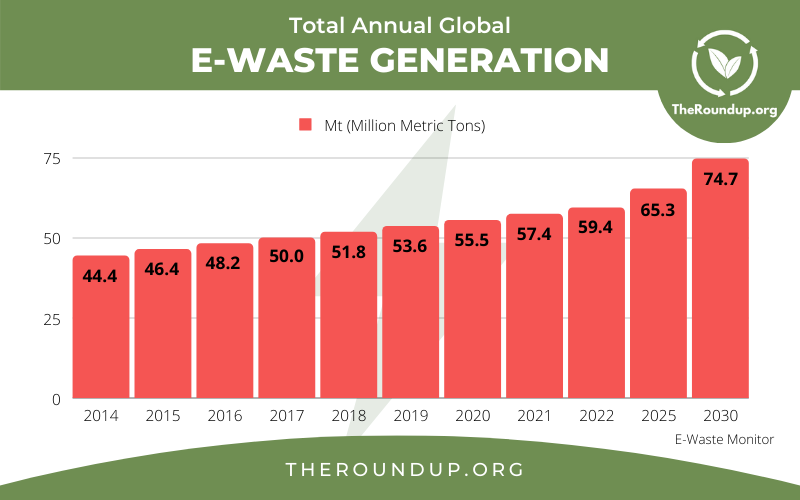 Total Annual Global
E-WASTE GENERATION
TheRoundup.org
Mt (Million Metric Tons)
75
50
25
0
44.4
46.4
48.2
50.0
51.8
53.6
55.5
57.4
59.4
65.3
74.7
2014 2015 2016 2017 2018 2019 2020 2021 2022 2025 2030
E-Waste Monitor
THEROUNDUP.ORG